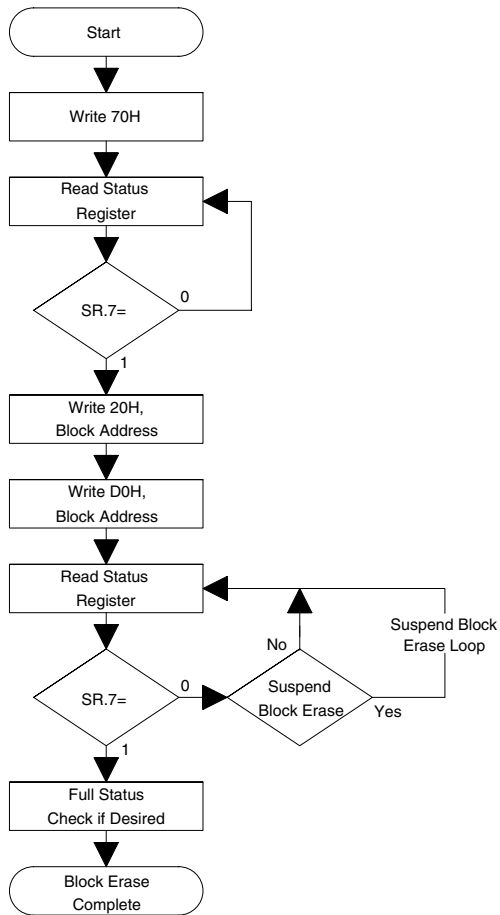 Start
Write 70H
Read Status
Register
SR.7=
0
1
Write 20H,
Block Address
Write D0H,
Block Address
Read Status
Register
Suspend Block
Erase Loop
No
SR.7=
0
Suspend
Block Erase
Yes
1
Full Status
Check if Desired
Block Erase
Complete